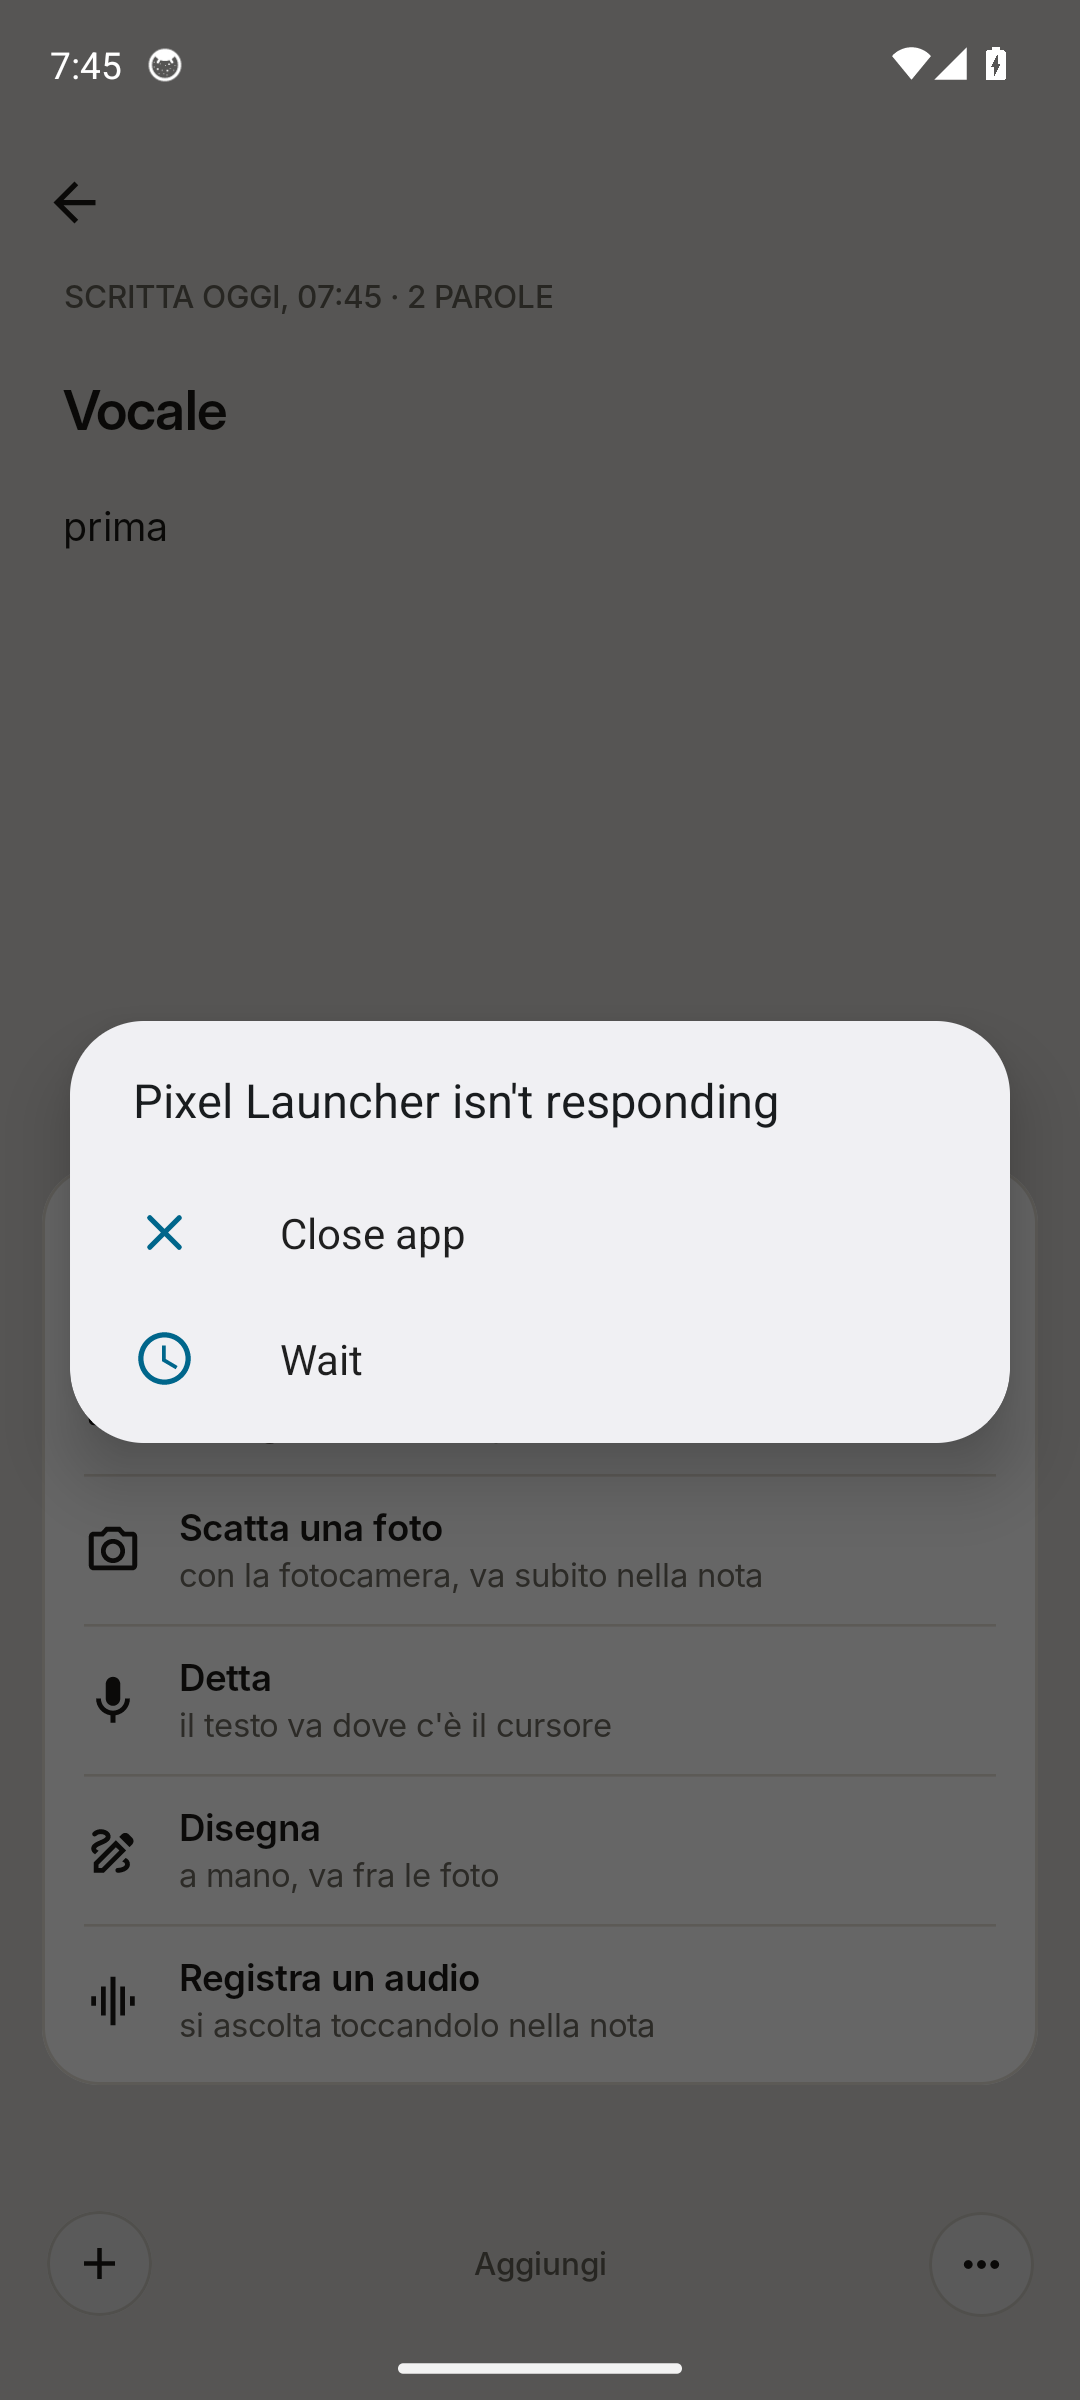 7:45
SCRITTA OGGI, 07:45 · 2 PAROLE
Vocale
prima
Pixel Launcher isn't responding
Close app
Wait
Scatta una foto
con la fotocamera, va subito nella nota
Detta
il testo va dove c'è il cursore
Disegna
a mano, va fra le foto
Registra un audio
si ascolta toccandolo nella nota
Aggiungi